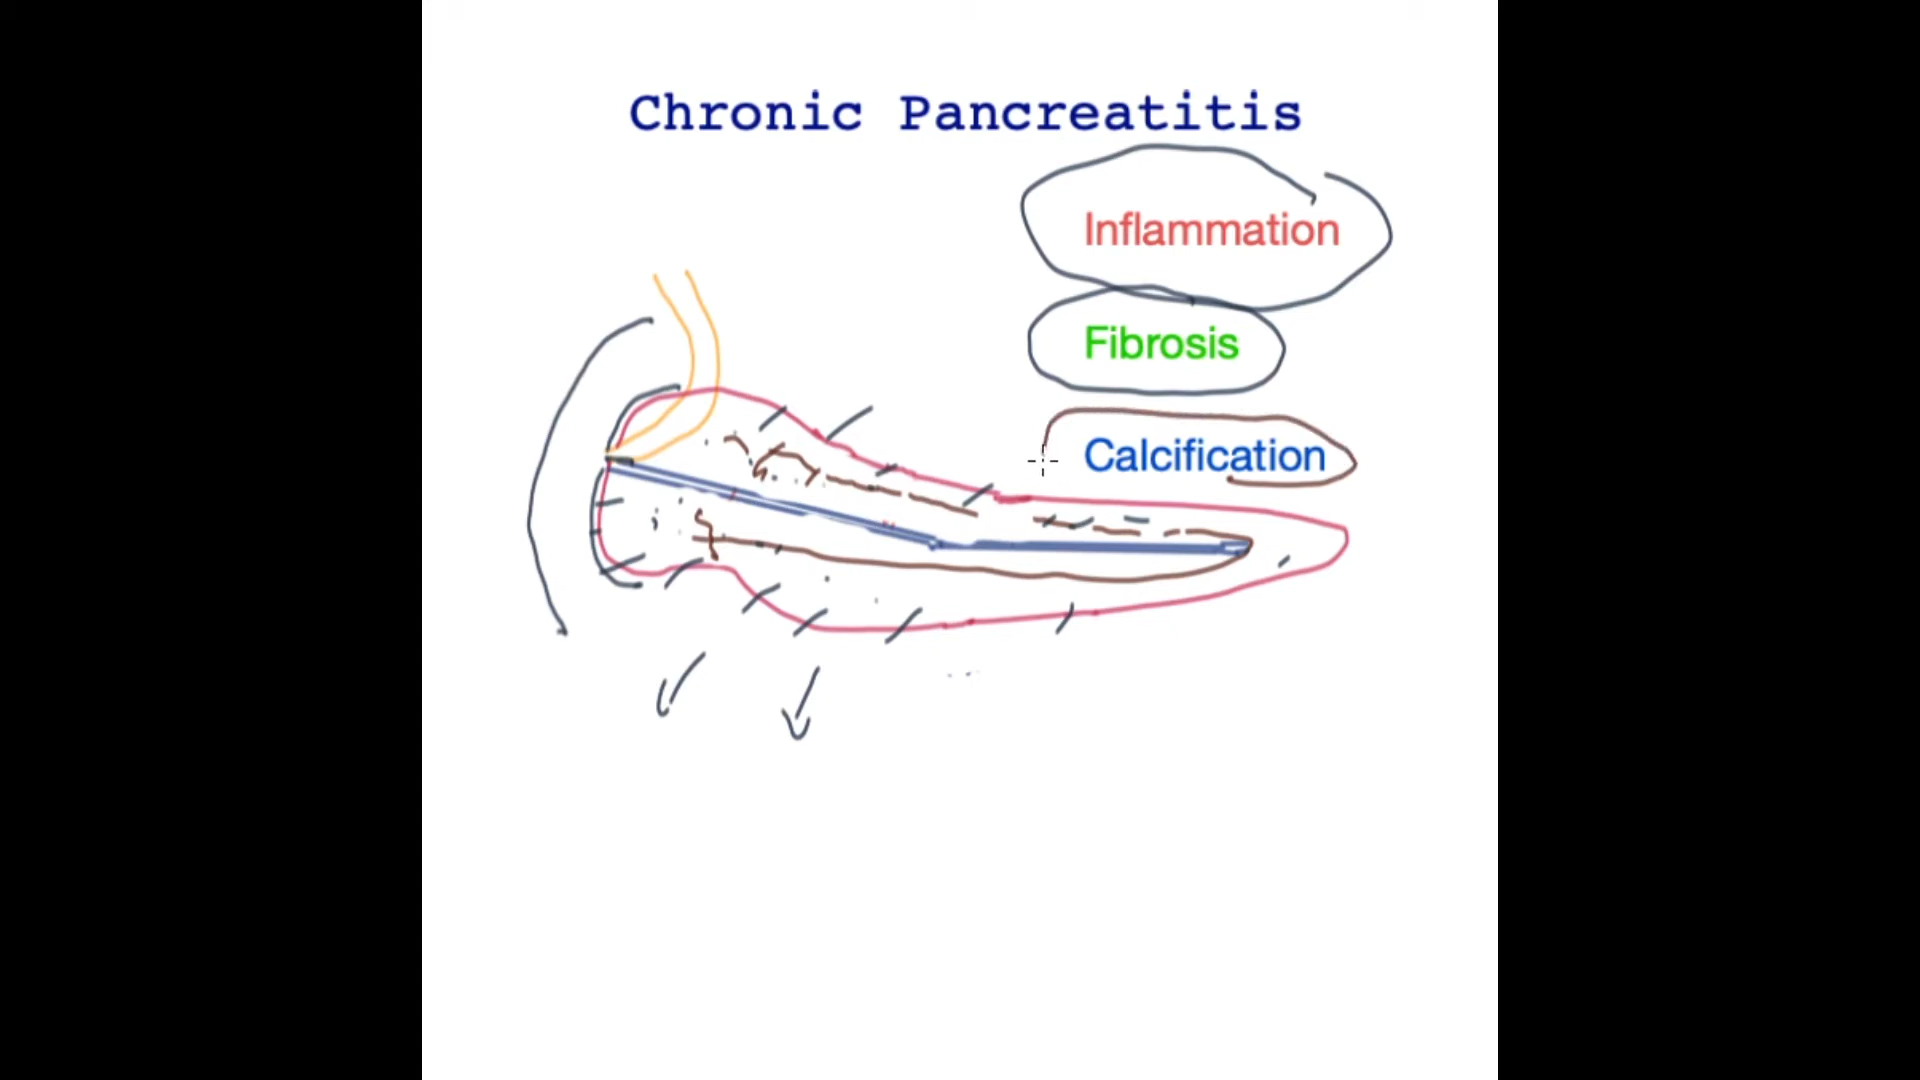 Chronic Pancreatitis
Inflammation
Fibrosis
Calcification